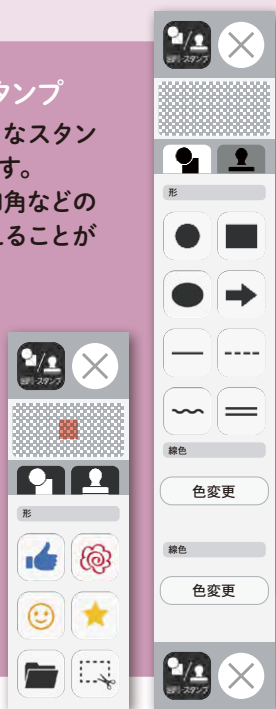 タンプ
なスタン
す。
角などの
えることが
図形・スタンプ
形
線色
色変更
線色
色変更
図形・スタンプ
図形・スタンプ
形